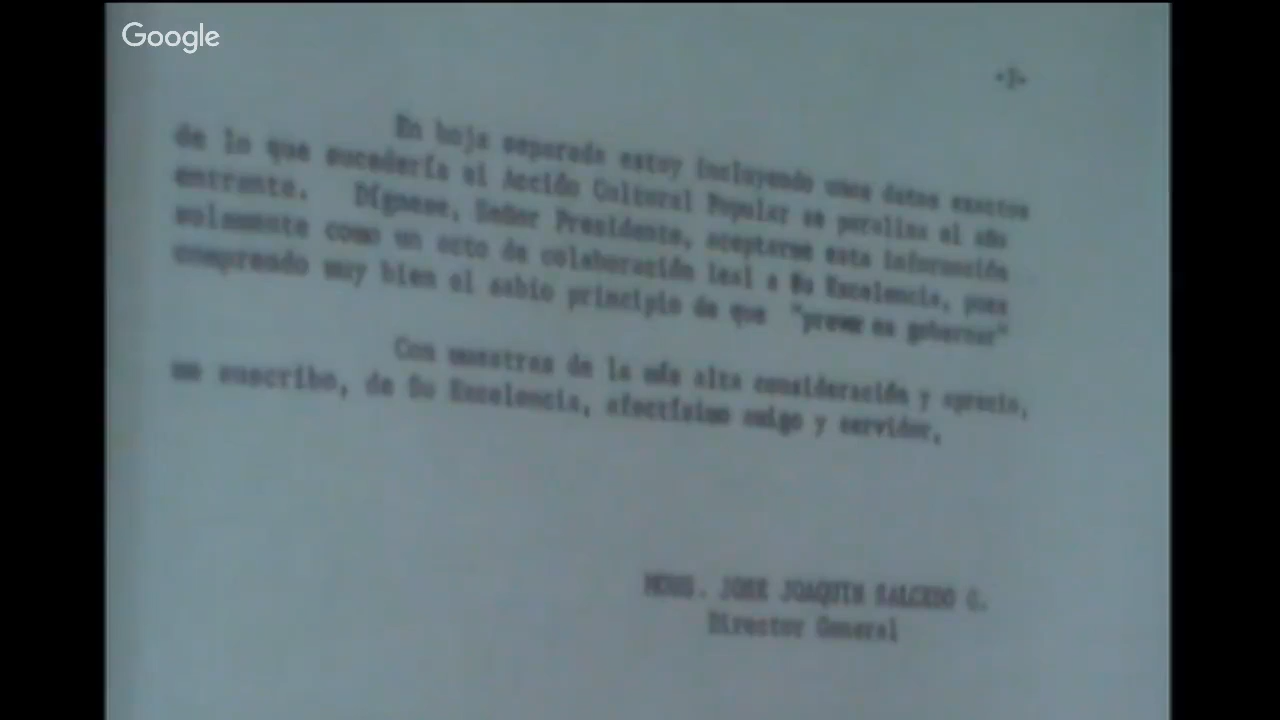 Google
En hoja separada estoy incluyendo unos datos exactos
de lo que sucedería si Acción Cultural Popular se paraliza el año
entrante. Dígnese, Señor Presidente, aceptarme esta información
solamente como un acto de colaboración leal a Su Excelencia, pues
comprendo muy bien el sabio principio de que "prever es gobernar"
Con muestras de la más alta consideración y aprecio,
me suscribo, de Su Excelencia, afectísimo amigo y servidor,
MONS. JOSE JOAQUIN SALCEDO G.
Director General